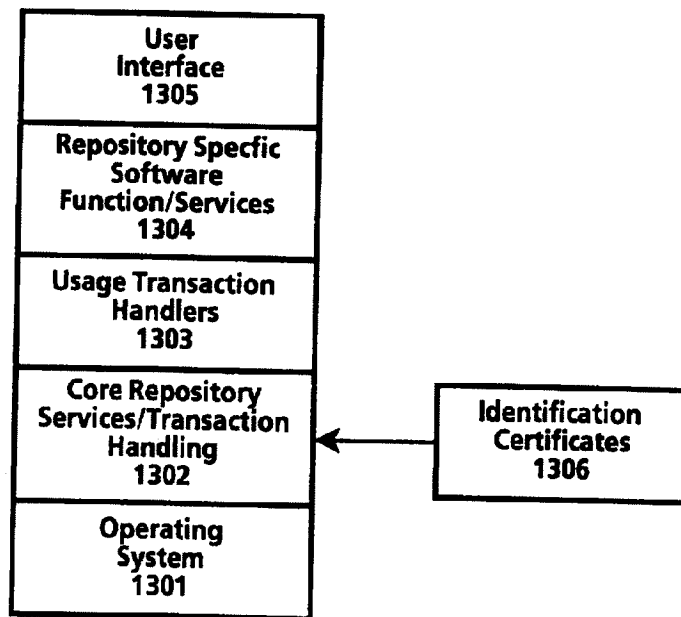 User
Interface
1305
Repository Specfic
Software
Function/Services
1304
Usage Transaction
Handlers
1303
Core Repository
Services/Transaction
Handling
1302
Identification
Certificates
1306
Operating
System
1301